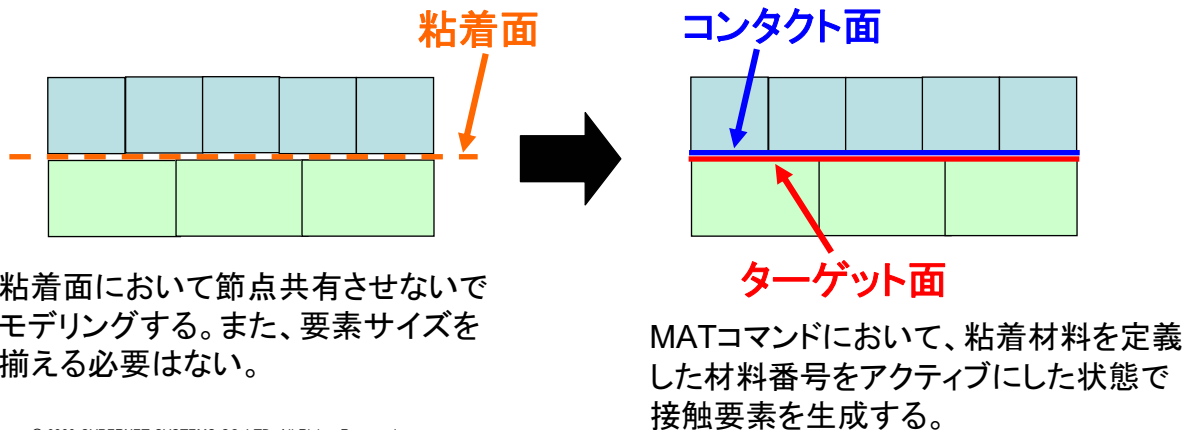 粘着面
コンタクト面
ターゲット面
粘着面において節点共有させないで
モデリングする。また、要素サイズを
揃える必要はない。
MATコマンドにおいて、粘着材料を定義
した材料番号をアクティブにした状態で
接触要素を生成する。